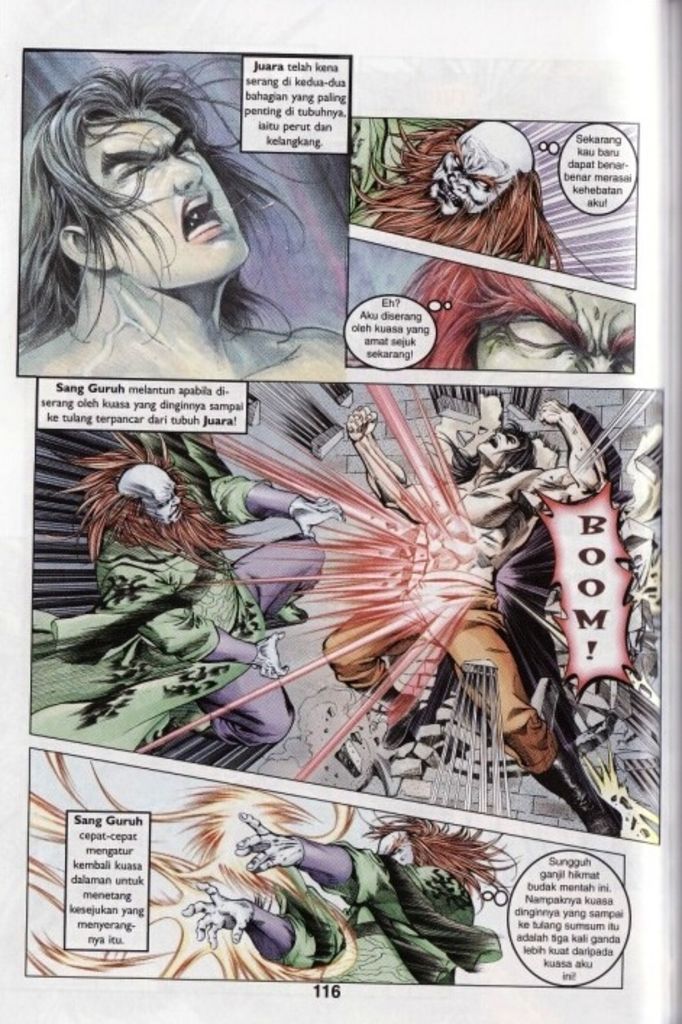 Juara telah kena
serang di kedua-dua
bahagian yang paling
penting di tubuhnya,
iaitu perut dan
kelangkang.
Sekarang
kau baru
dapat benar-
benar merasai
kehebatan
aku!
Eh?
Aku diserang
oleh kuasa yang
amat sejuk
sekarang!
Sang Guruh melantun apabila di-
serang oleh kuasa yang dinginnya sampai
ke tulang terpancar dari tubuh Juara!
BOOM!
Sang Guruh
cepat-cepat
mengatur
kembali kuasa
dalaman untuk
menetang
kesejukan yang
menyerang-
nya itu.
Sungguh
ganjil hikmat
budak mentah ini.
Nampaknya kuasa
dinginnya yang sampai
ke tulang sumsum itu
adalah tiga kali ganda
lebih kuat daripada
kuasa aku
ini!
116